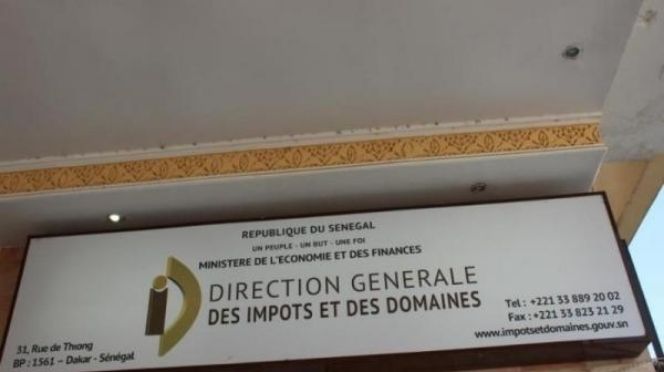 REPUBLIQUE DU SENEGAL
UN PEUPLE - UN BUT - UNE FOI
MINISTERE DE L'ECONOMIE ET DES FINANCES
DIRECTION GENERALE
DES IMPOTS ET DES DOMAINES
31, Rue de Thiong
BP : 1561 – Dakar - Sénégal
Tel : +221 33 889 20 02
Fax : +221 33 823 21 29
www.impotsetdomaines.gouv.sn